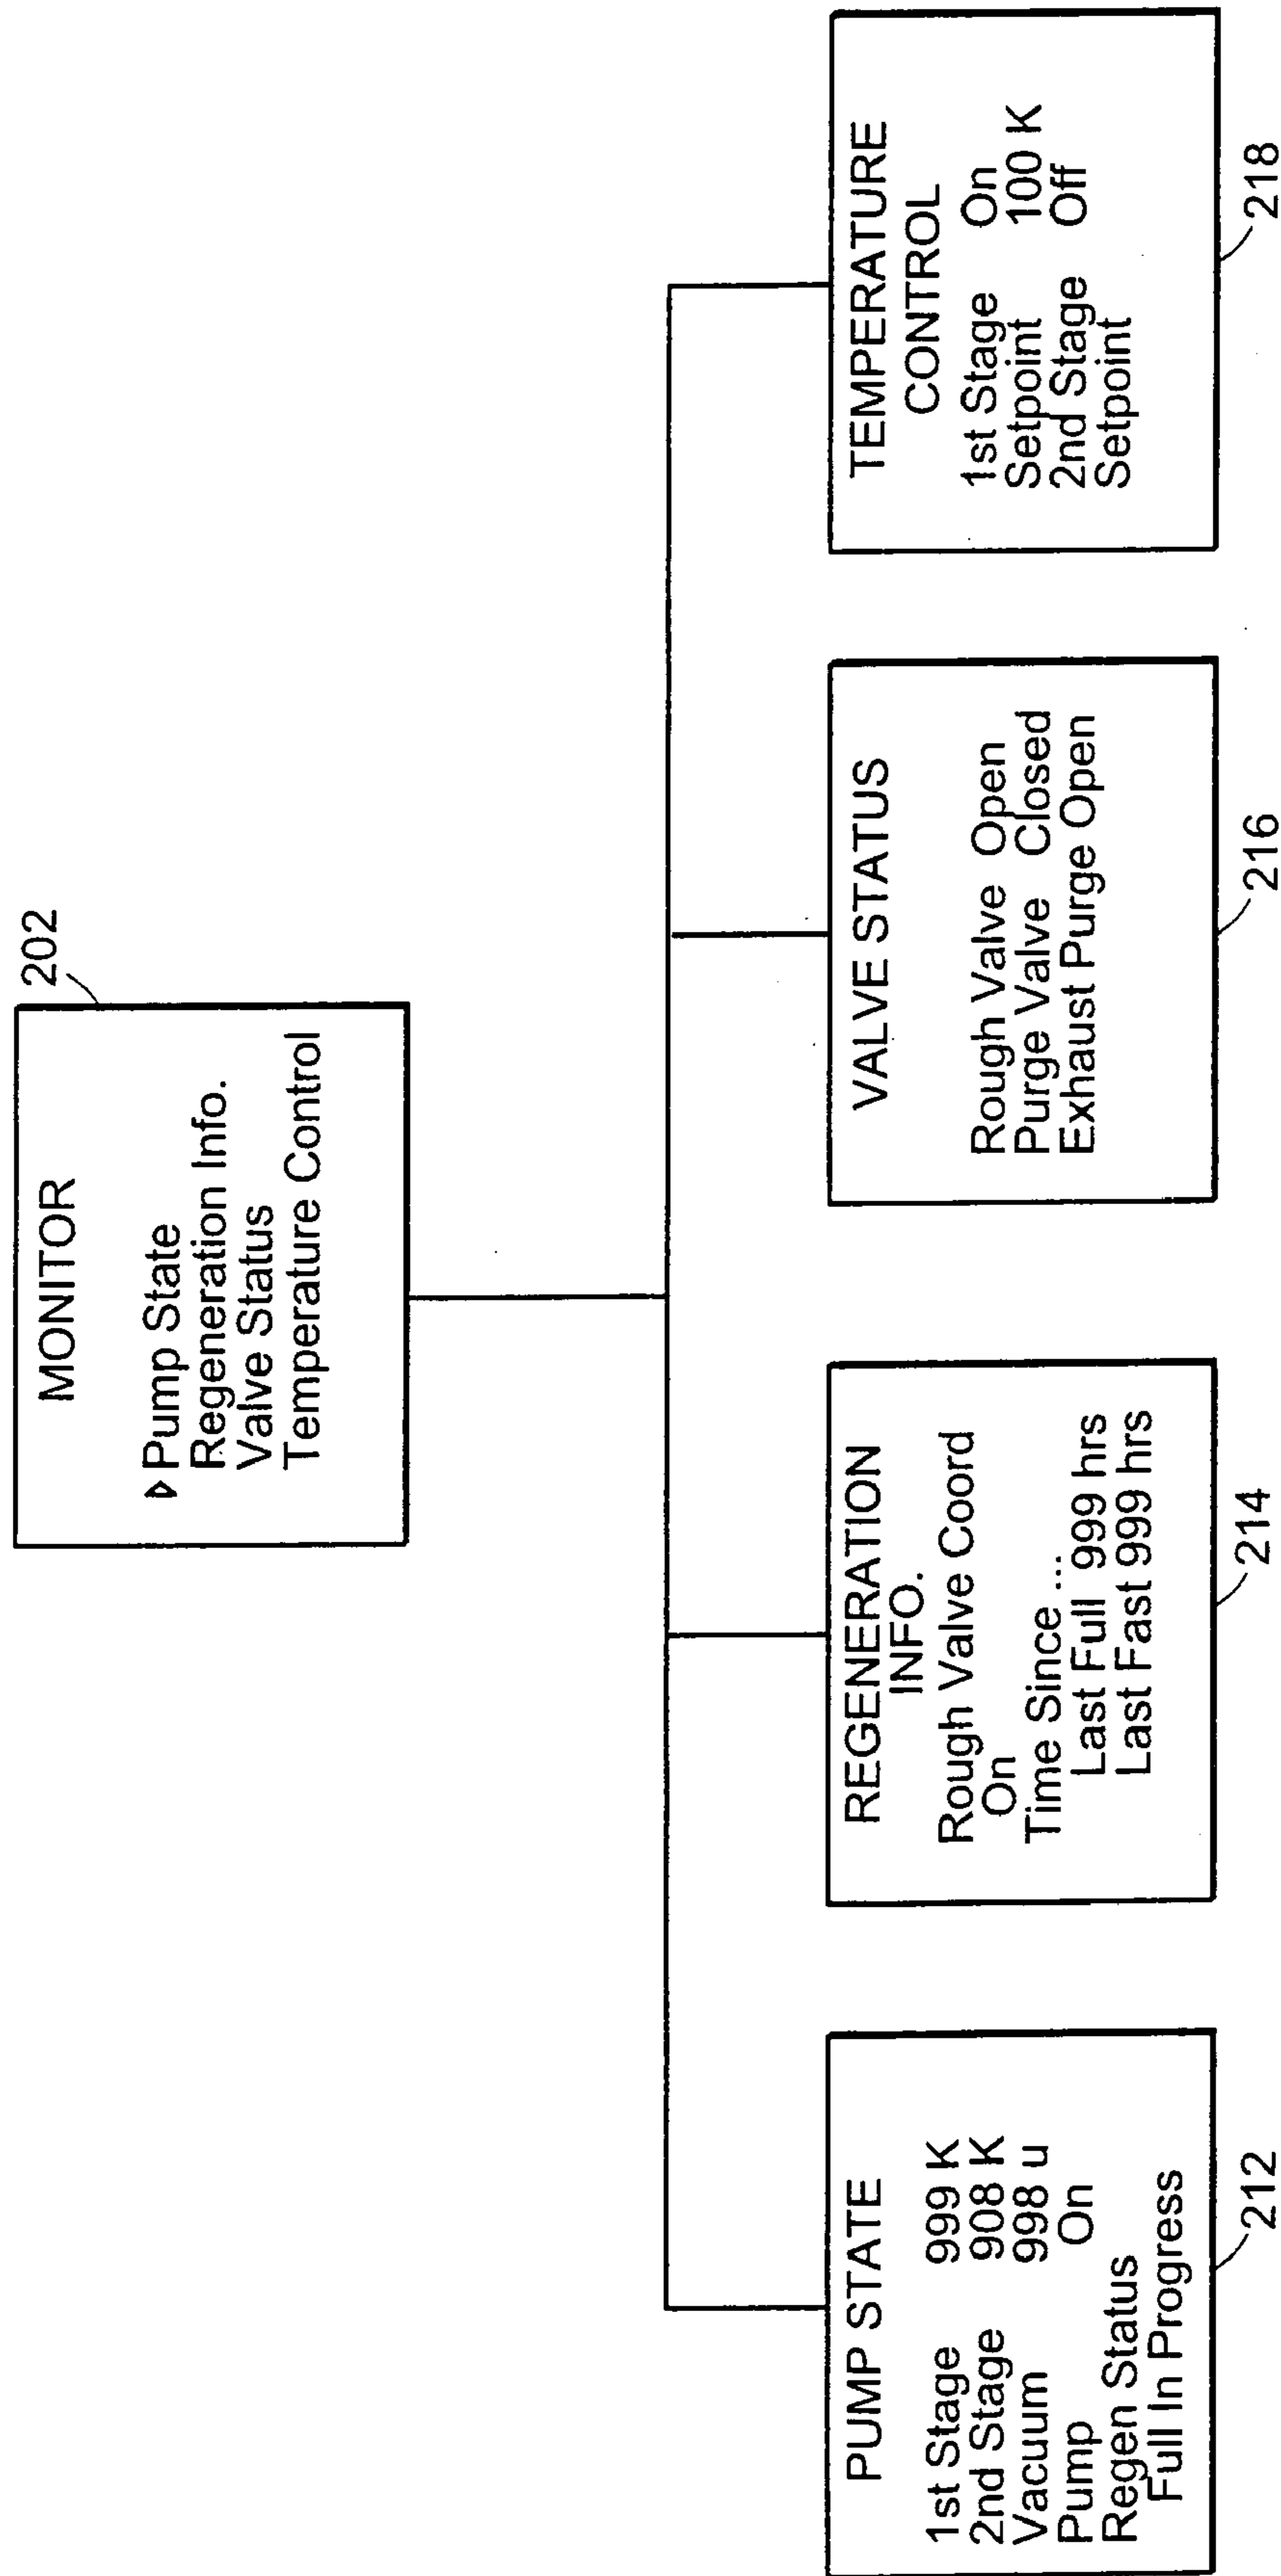 202
MONITOR
Pump State
Regeneration Info.
Valve Status
Temperature Control
PUMP STATE
1st Stage 999 K
2nd Stage 908 K
Vacuum 998 u
Pump On
Regen Status
Full In Progress
212
REGENERATION
INFO.
Rough Valve Coord
On
Time Since ...
Last Full 999 hrs
Last Fast 999 hrs
214
VALVE STATUS
Rough Valve Open
Purge Valve Closed
Exhaust Purge Open
216
TEMPERATURE
CONTROL
1st Stage On
Setpoint 100 K
2nd Stage Off
Setpoint
218